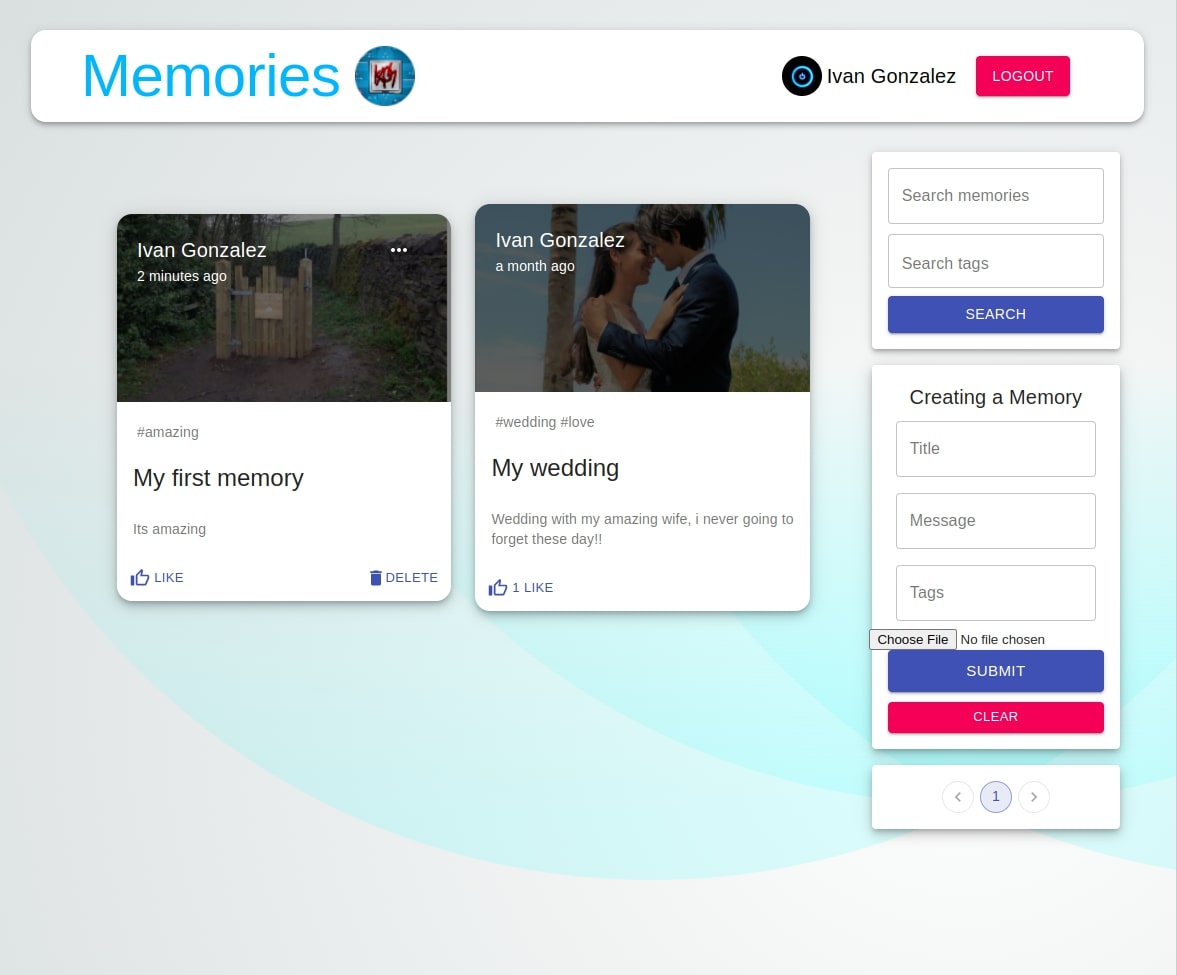 Memories
Ivan Gonzalez
LOGOUT
Ivan Gonzalez
2 minutes ago
#amazing
My first memory
Its amazing
LIKE
DELETE
Ivan Gonzalez
a month ago
#wedding #love
My wedding
Wedding with my amazing wife, i never going to
forget these day!!
1 LIKE
Search memories
Search tags
SEARCH
Creating a Memory
Title
Message
Tags
Choose File No file chosen
SUBMIT
CLEAR
1